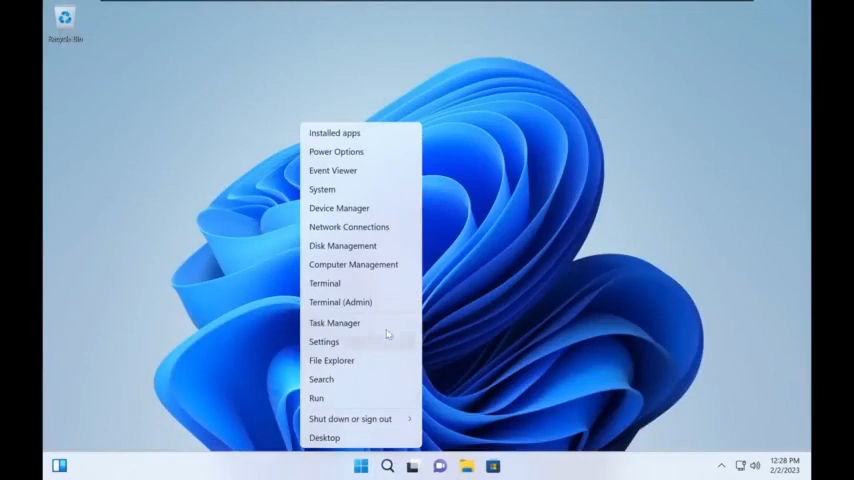 Recycle Bin
Installed apps
Power Options
Event Viewer
System
Device Manager
Network Connections
Disk Management
Computer Management
Terminal
Terminal (Admin)
Task Manager
Settings
File Explorer
Search
Run
Shut down or sign out
Desktop
12:28 PM
2/2/2023